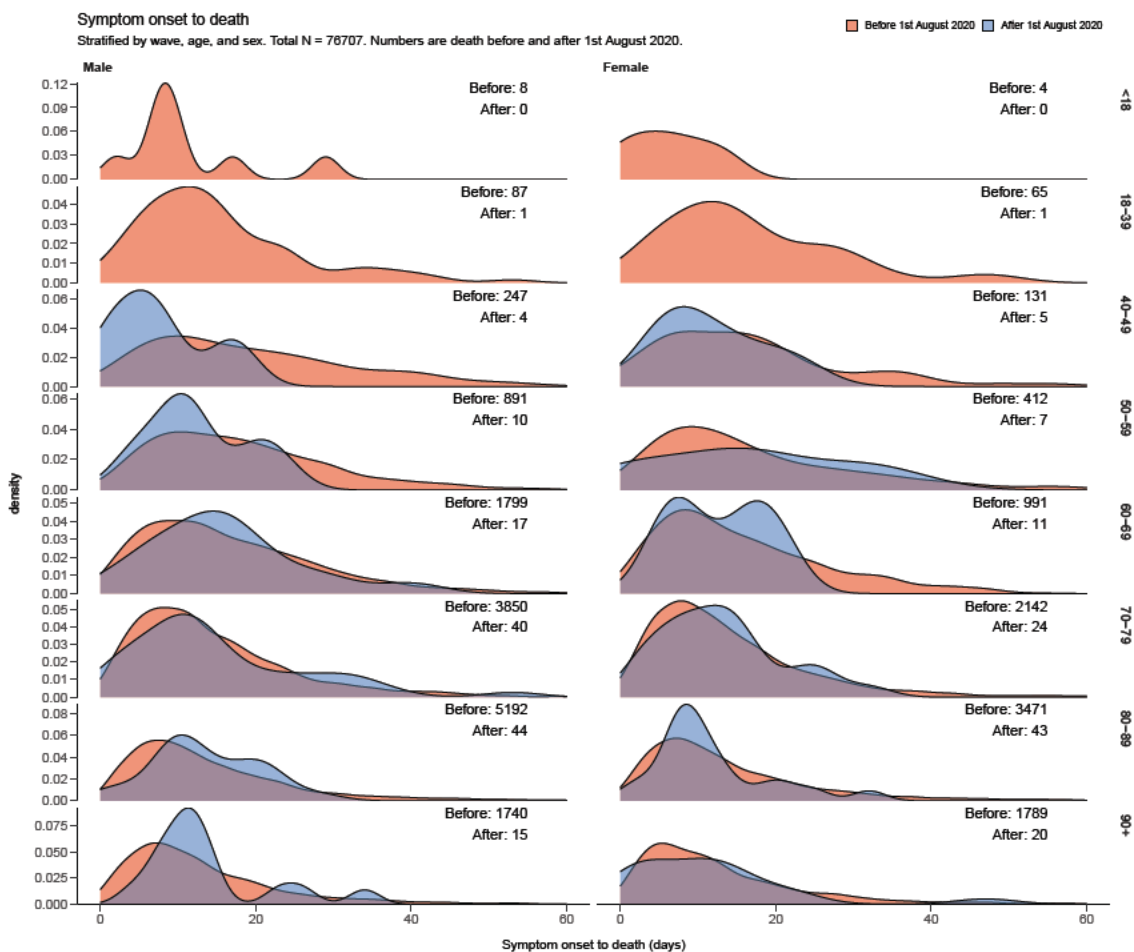 Symptom onset to death
Stratified by wave, age, and sex. Total N = 76707. Numbers are death before and after 1st August 2020.
Before 1st August 2020 After 1st August 2020
Male Female
0.12
0.09
0.06
0.03
0.00
Before: 8
After: 0
Before: 4
After: 0
<18
0.04
0.03
0.02
0.01
0.00
Before: 87
After: 1
Before: 65
After: 1
18−39
0.06
0.04
0.02
0.00
Before: 247
After: 4
Before: 131
After: 5
40−49
0.06
0.04
0.02
0.00
Before: 891
After: 10
Before: 412
After: 7
50−59
density
0.05
0.04
0.03
0.02
0.01
0.00
Before: 1799
After: 17
Before: 991
After: 11
60−69
0.05
0.04
0.03
0.02
0.01
0.00
Before: 3850
After: 40
Before: 2142
After: 24
70−79
0.08
0.06
0.04
0.02
0.00
Before: 5192
After: 44
Before: 3471
After: 43
80−89
0.075
0.050
0.025
0.000
Before: 1740
After: 15
Before: 1789
After: 20
90+
0 20 40 60 0 20 40 60
Symptom onset to death (days)